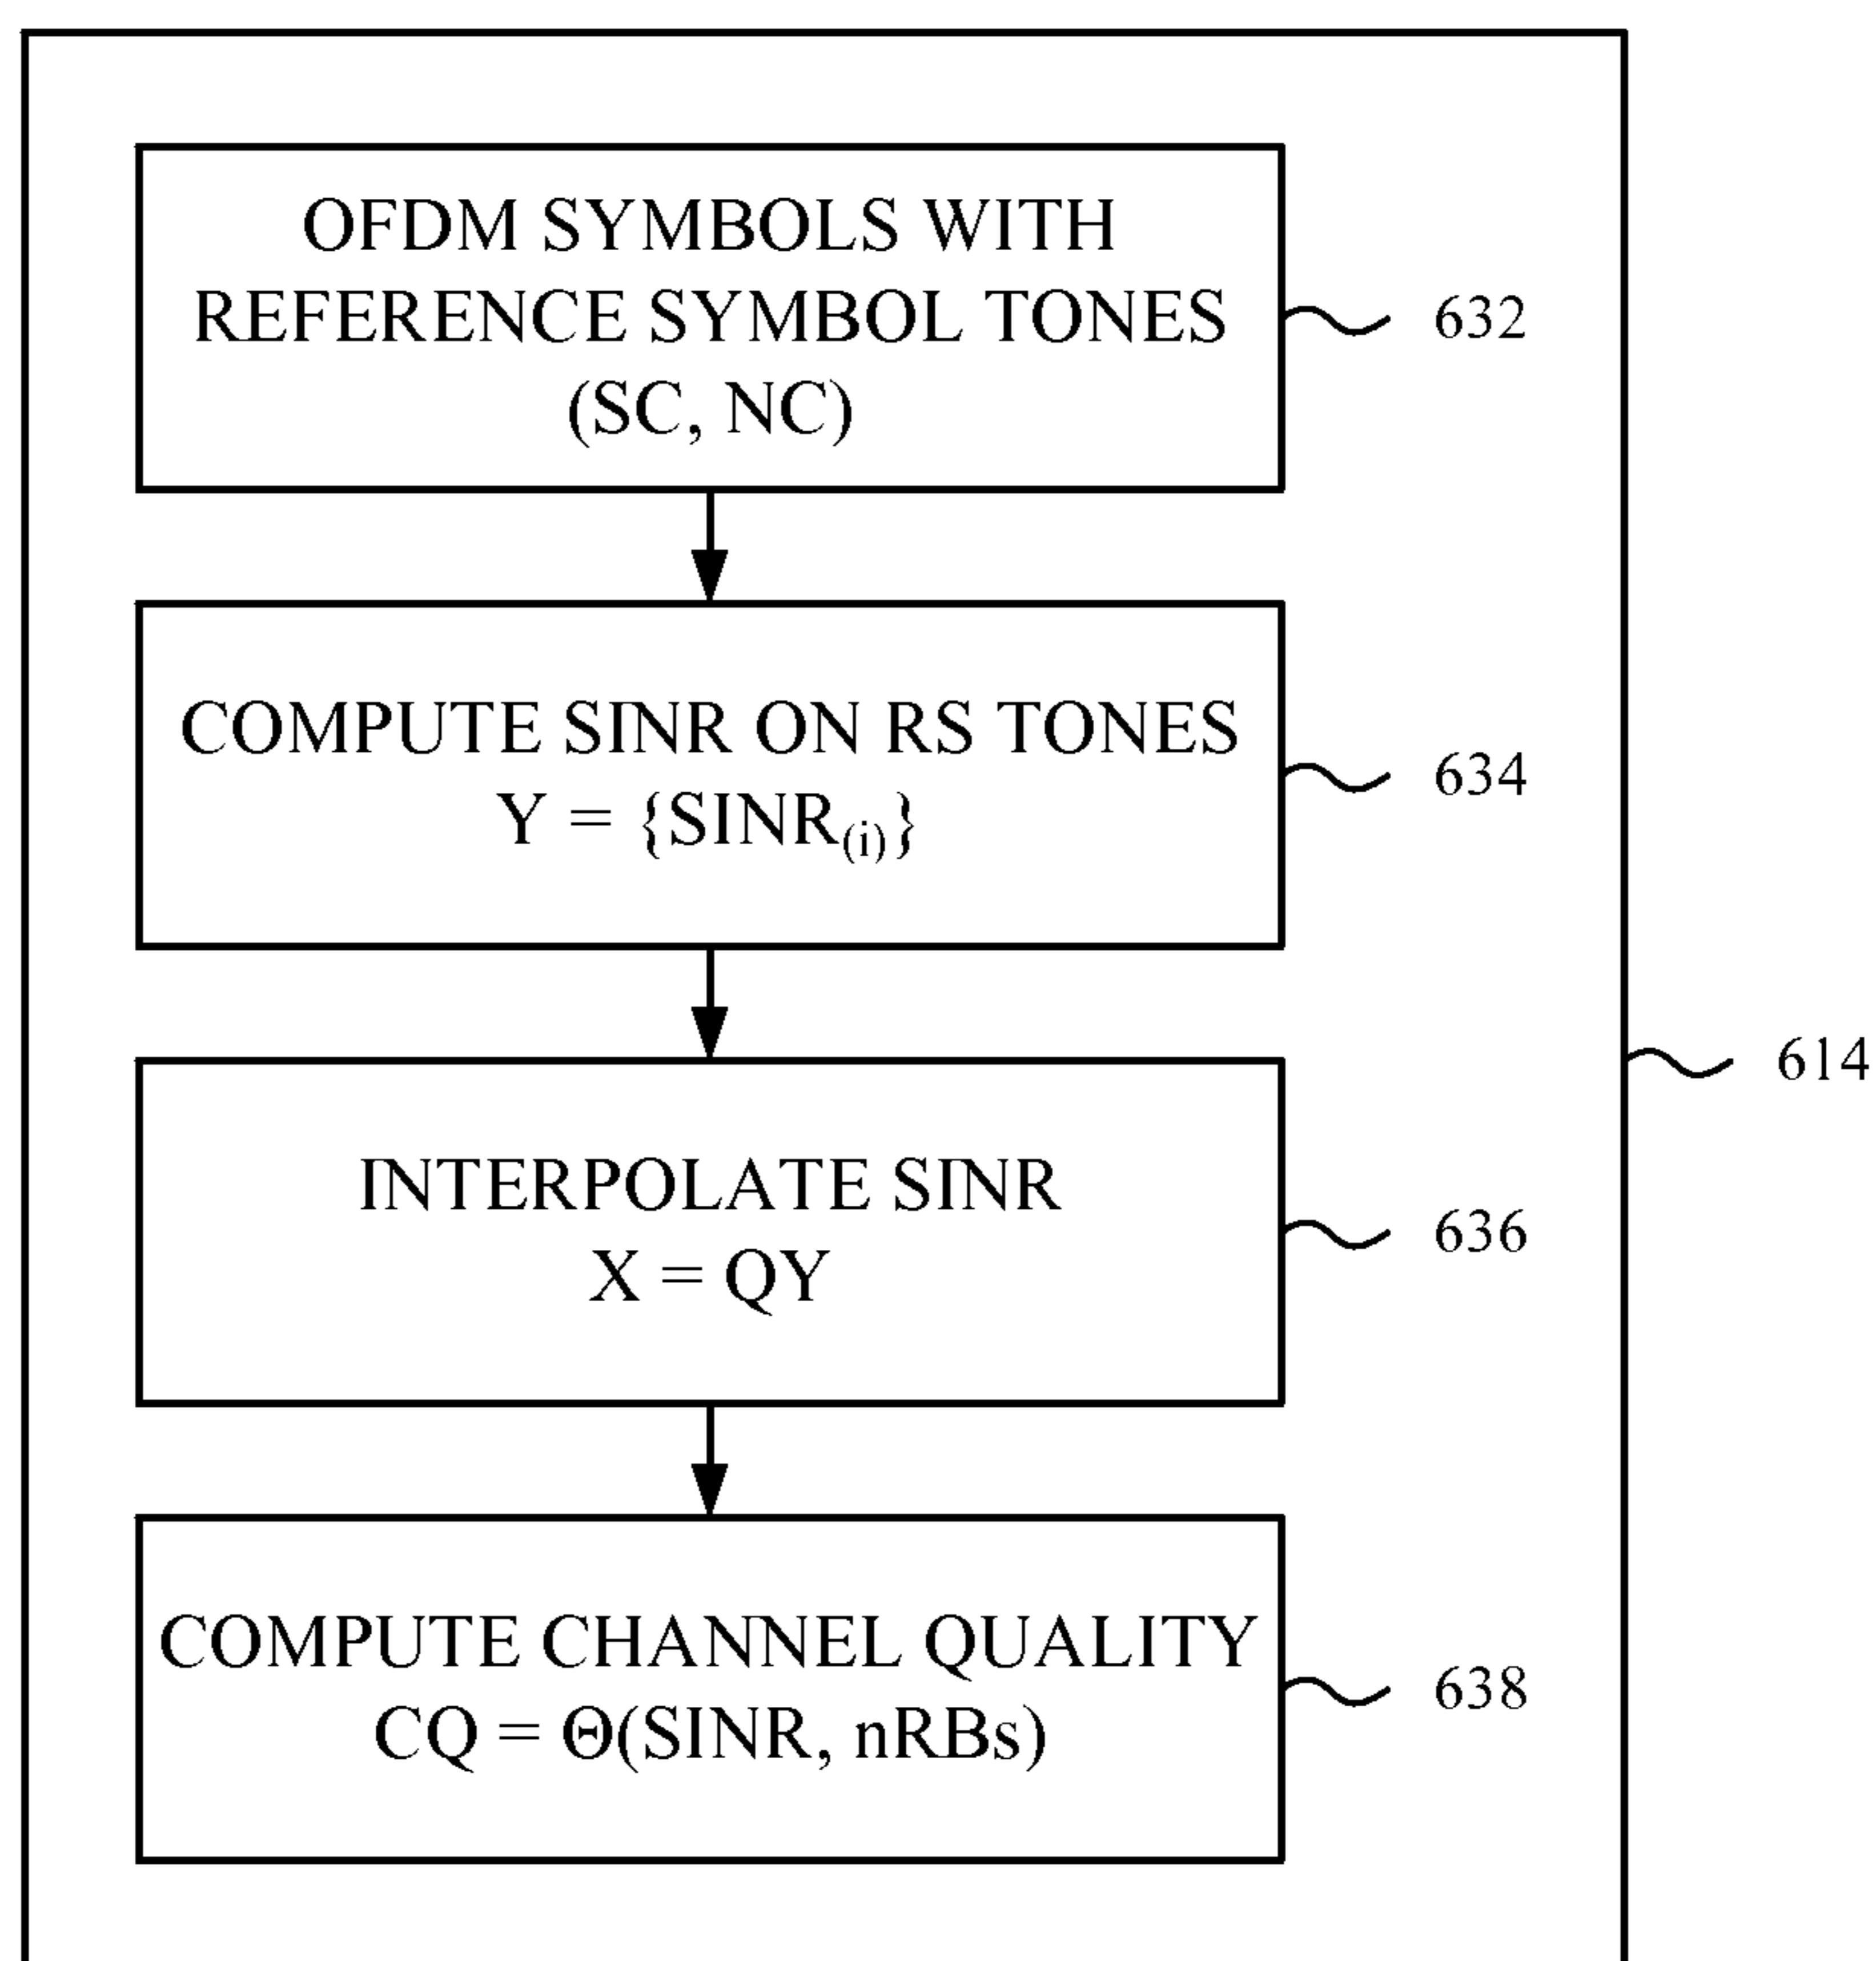 OFDM SYMBOLS WITH
REFERENCE SYMBOL TONES
(SC, NC)
632
COMPUTE SINR ON RS TONES
Y = {SINR(i)}
634
614
INTERPOLATE SINR
X = QY
636
COMPUTE CHANNEL QUALITY
CQ = Θ(SINR, nRBs)
638